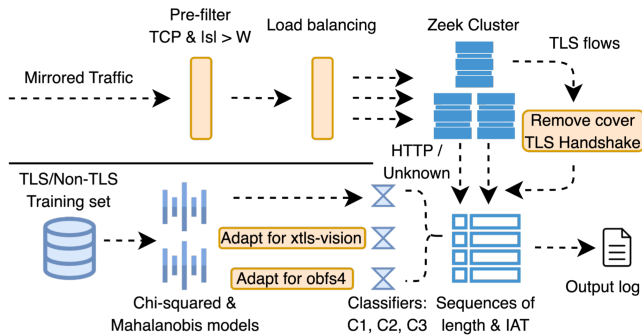 Pre-filter
TCP & |s| > W
Load balancing
Zeek Cluster
TLS flows
Mirrored Traffic
Remove cover
TLS Handshake
HTTP /
Unknown
TLS/Non-TLS
Training set
Adapt for xtls-vision
Adapt for obfs4
Chi-squared &
Mahalanobis models
Classifiers:
C1, C2, C3
Sequences of
length & IAT
Output log